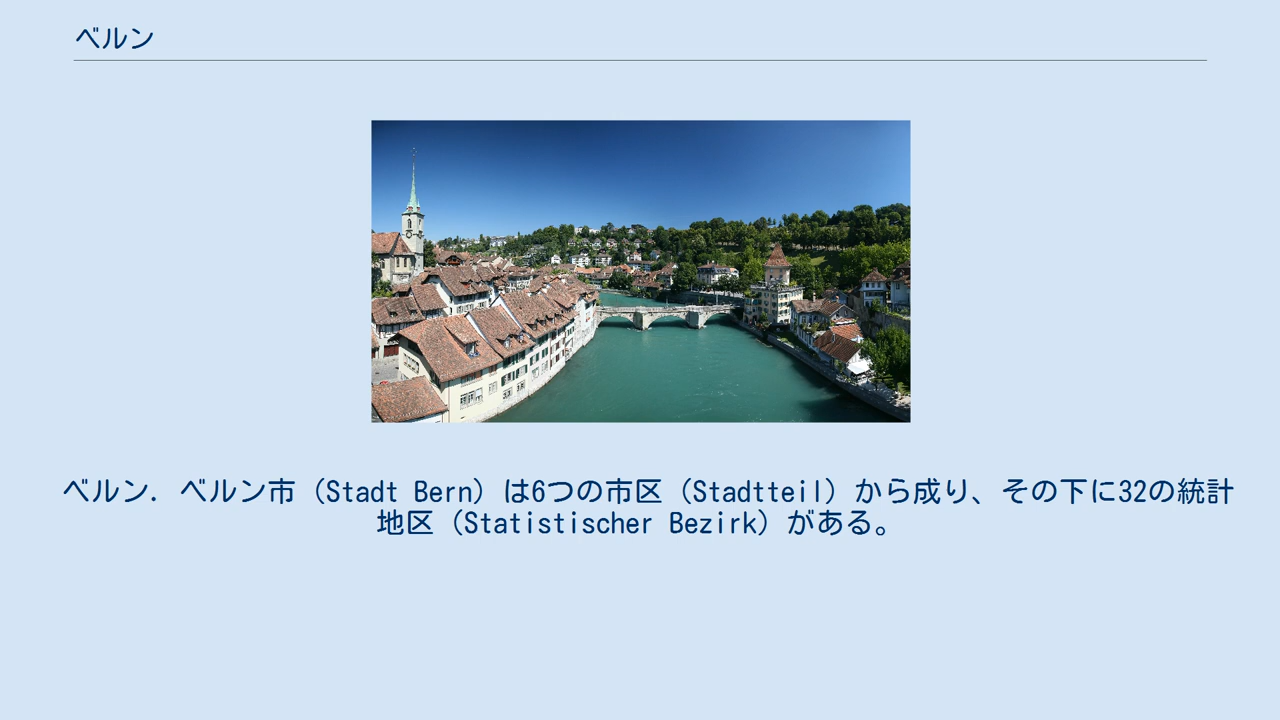 ベルン
ベルン. ベルン市（Stadt Bern）は6つの市区（Stadtteil）から成り、その下に32の統計
地区（Statistischer Bezirk）がある。